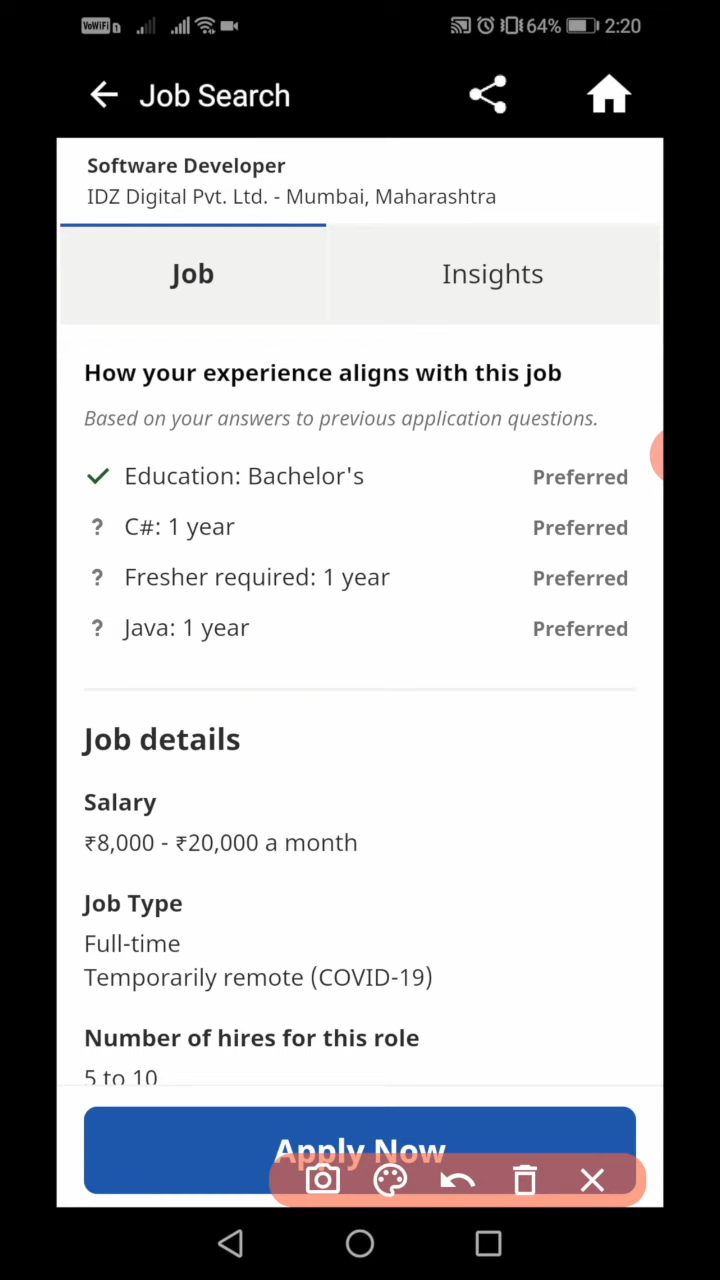 VoWiFi 1 64% 2:20
Job Search
Software Developer
IDZ Digital Pvt. Ltd. - Mumbai, Maharashtra
Job Insights
How your experience aligns with this job
Based on your answers to previous application questions.
Education: Bachelor's Preferred
? C#: 1 year Preferred
? Fresher required: 1 year Preferred
? Java: 1 year Preferred
Job details
Salary
₹8,000 - ₹20,000 a month
Job Type
Full-time
Temporarily remote (COVID-19)
Number of hires for this role
5 to 10
Apply Now